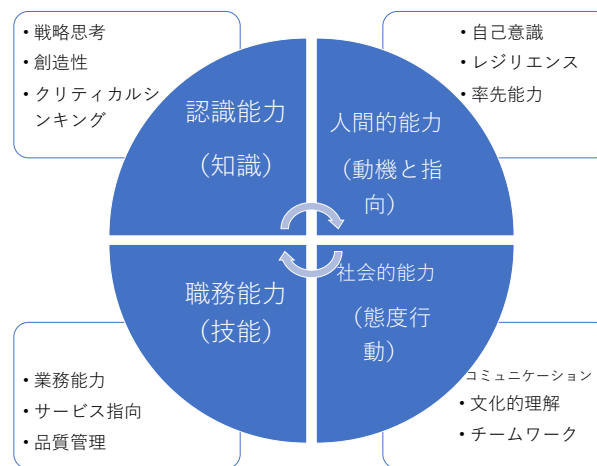 ・戦略思考
・創造性
・クリティカルシ
ンキング
認識能力
（知識）
・自己意識
・レジリエンス
・率先能力
人間的能力
（動機と指
向）
職務能力
（技能）
・業務能力
・サービス指向
・品質管理
社会的能力
（態度行
動）
コミュニケーション
・文化的理解
・チームワーク